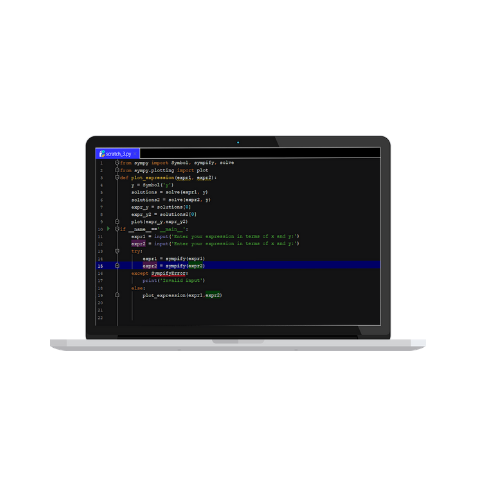 scratch_1.py
1 from sympy import Symbol, sympify, solve
2 from sympy.plotting import plot
3 def plot_expression(expr1, expr2):
4 y = Symbol('y')
5 solutions = solve(expr1, y)
6 solutions2 = solve(expr2, y)
7 expr_y = solutions[0]
8 expr_y2 = solutions2[0]
9 plot(expr_y,expr_y2)
10 if __name__=='__main__':
11 expr1 = input('Enter your expression in terms of x and y:')
12 expr2 = input('Enter your expression in terms of x and y:')
13 try:
14 expr1 = sympify(expr1)
15 expr2 = sympify(expr2)
16 except SympifyError:
17 print('Invalid input')
18 else:
19 plot_expression(expr1,expr2)
20
21
22